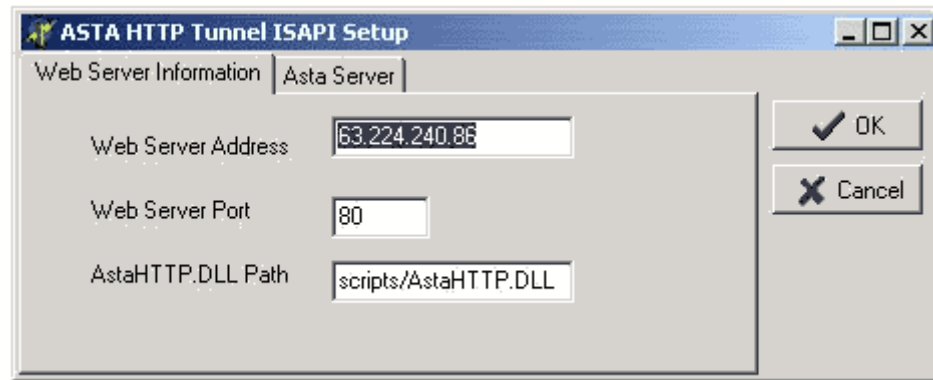 ASTA HTTP Tunnel ISAPI Setup
Web Server Information Asta Server
Web Server Address 63.224.240.86
Web Server Port 80
AstaHTTP.DLL Path scripts/AstaHTTP.DLL
OK
Cancel